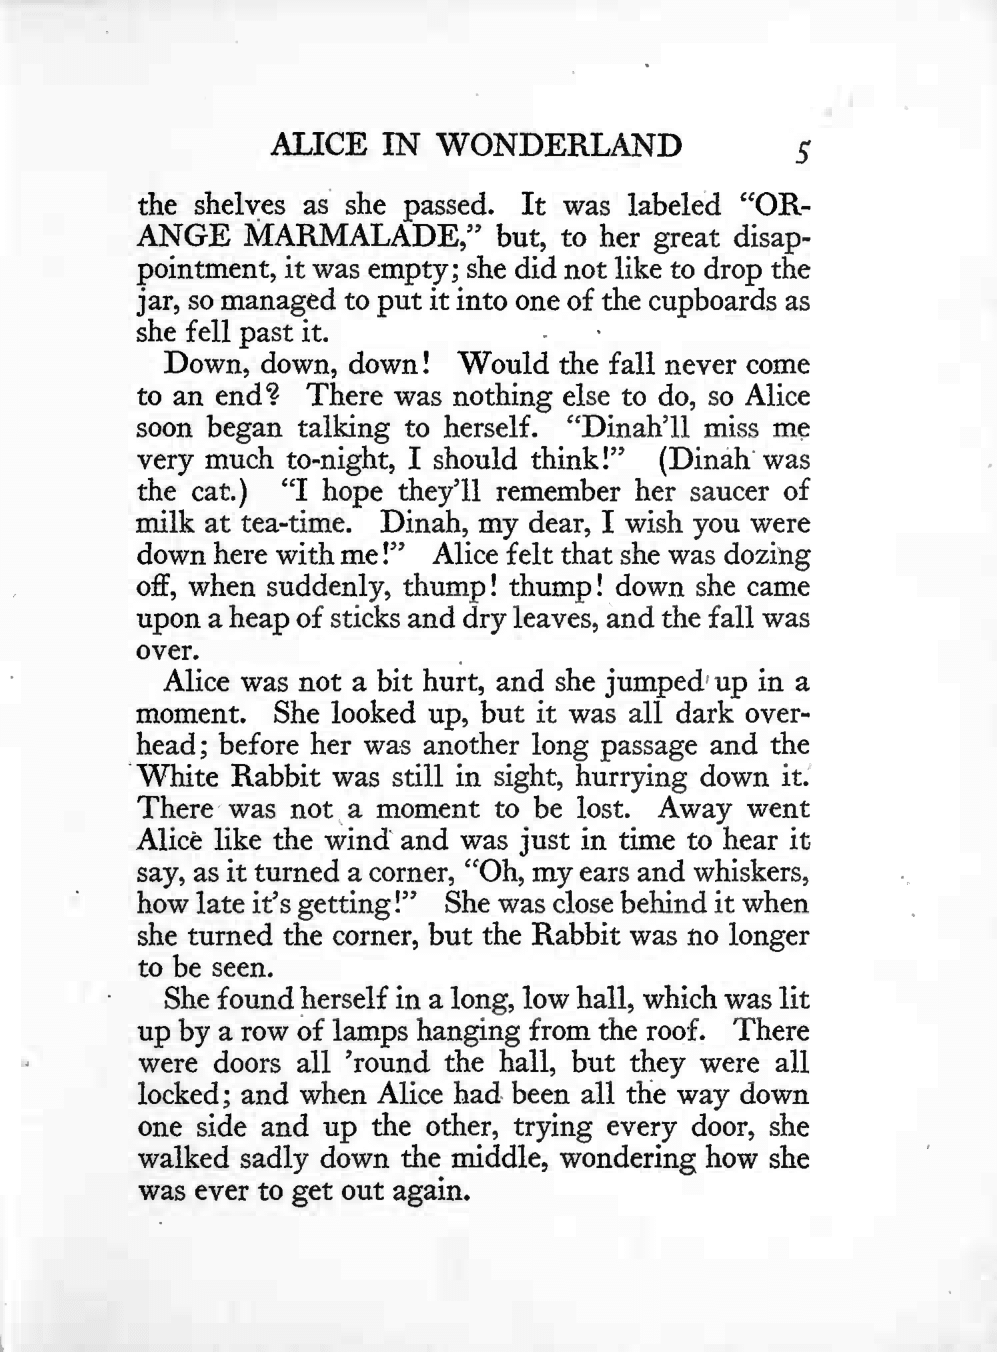 ALICE IN WONDERLAND 5
the shelves as she passed. It was labeled “OR-
ANGE MARMALADE,” but, to her great disap-
pointment, it was empty; she did not like to drop the
jar, so managed to put it into one of the cupboards as
she fell past it.
Down, down, down! Would the fall never come
to an end? There was nothing else to do, so Alice
soon began talking to herself. “Dinah’ll miss me
very much to-night, I should think!” (Dinah was
the cat.) “I hope they’ll remember her saucer of
milk at tea-time. Dinah, my dear, I wish you were
down here with me!” Alice felt that she was dozing
off, when suddenly, thump! thump! down she came
upon a heap of sticks and dry leaves, and the fall was
over.
Alice was not a bit hurt, and she jumped up in a
moment. She looked up, but it was all dark over-
head; before her was another long passage and the
White Rabbit was still in sight, hurrying down it.
There was not a moment to be lost. Away went
Alice like the wind and was just in time to hear it
say, as it turned a corner, “Oh, my ears and whiskers,
how late it’s getting!” She was close behind it when
she turned the corner, but the Rabbit was no longer
to be seen.
She found herself in a long, low hall, which was lit
up by a row of lamps hanging from the roof. There
were doors all ’round the hall, but they were all
locked; and when Alice had been all the way down
one side and up the other, trying every door, she
walked sadly down the middle, wondering how she
was ever to get out again.